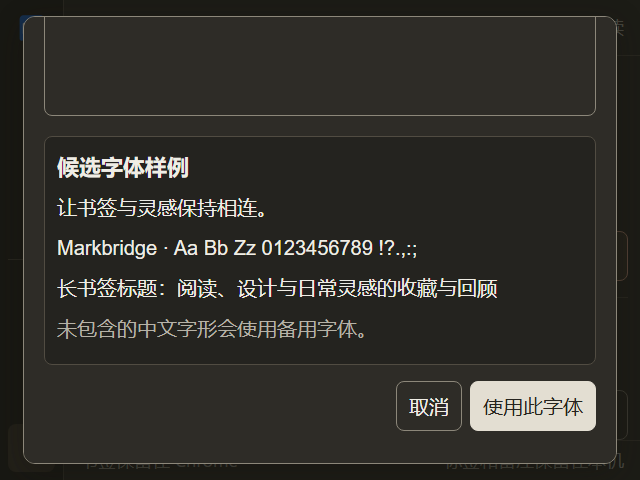 候选字体样例
让书签与灵感保持相连。
Markbridge · Aa Bb Zz 0123456789 !?.,:;
长书签标题：阅读、设计与日常灵感的收藏与回顾
未包含的中文字形会使用备用字体。
取消
使用此字体